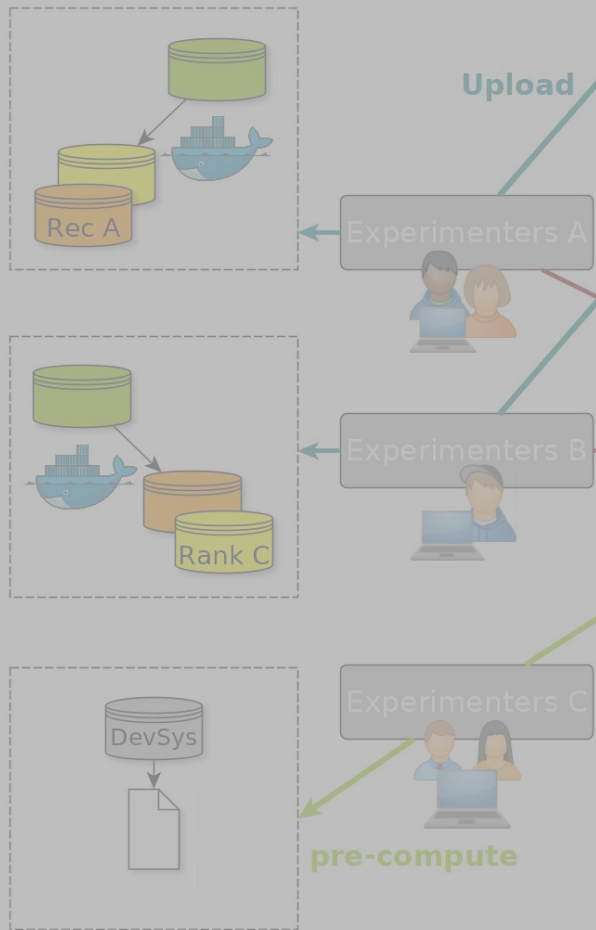 Upload
Rec A
Experimenters A
Experimenters B
Rank C
Experimenters C
DevSys
pre-compute